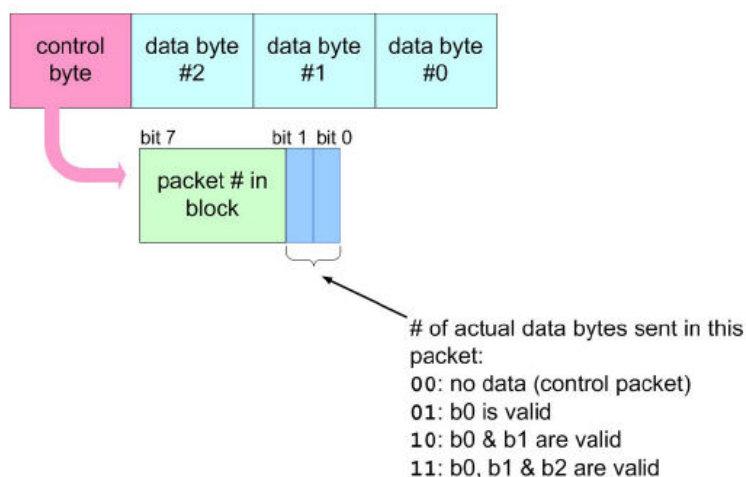 control
byte
data byte
#2
data byte
#1
data byte
#0
bit 7
bit 1
bit 0
packet # in
block
# of actual data bytes sent in this
packet:
00: no data (control packet)
01: b0 is valid
10: b0 & b1 are valid
11: b0, b1 & b2 are valid